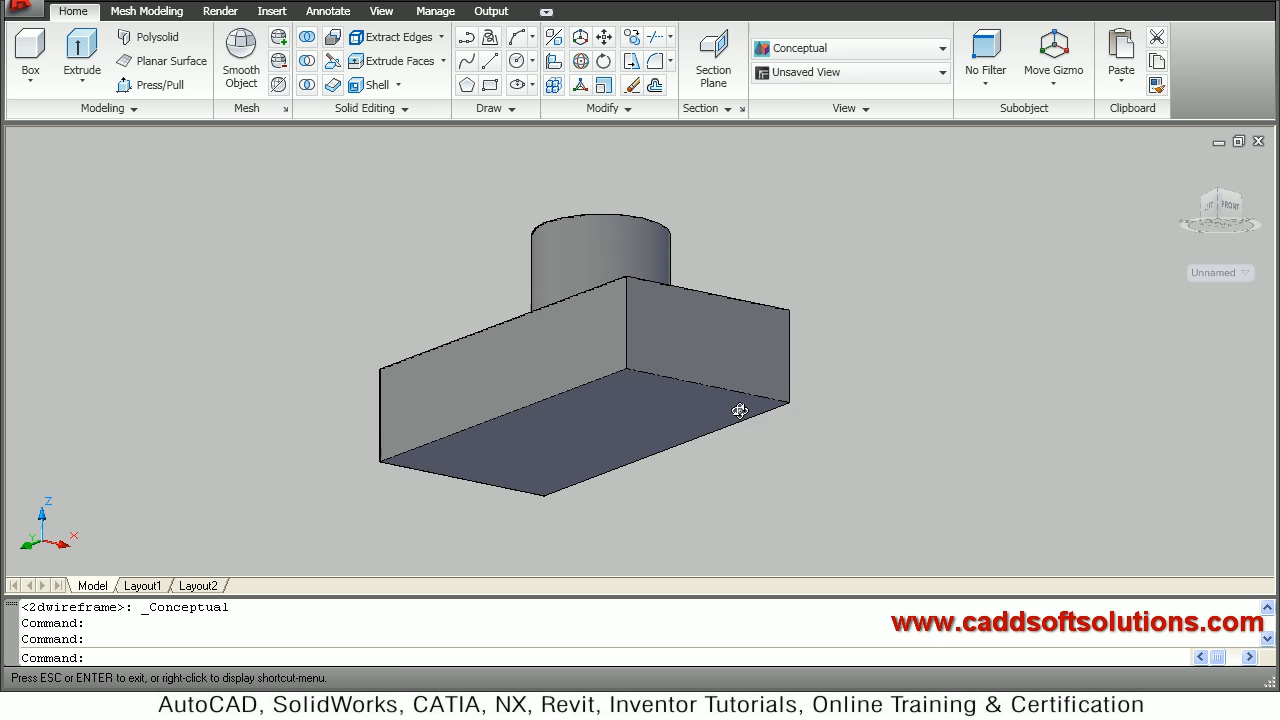 Home Mesh Modeling Render Insert Annotate View Manage Output
Polysolid Extract Edges Conceptual
Planar Surface Extrude Faces
Box Extrude Smooth Object Section Plane Unsaved View No Filter Move Gizmo Paste
Press/Pull Shell
Modeling Mesh Solid Editing Draw Modify Section View Subobject Clipboard
FRONT
Unnamed
Z
Y X
Model Layout1 Layout2
<2dwireframe>: _Conceptual
Command:
Command:
Command:
www.caddsoftsolutions.com
Press ESC or ENTER to exit, or right-click to display shortcut-menu.
AutoCAD, SolidWorks, CATIA, NX, Revit, Inventor Tutorials, Online Training & Certification